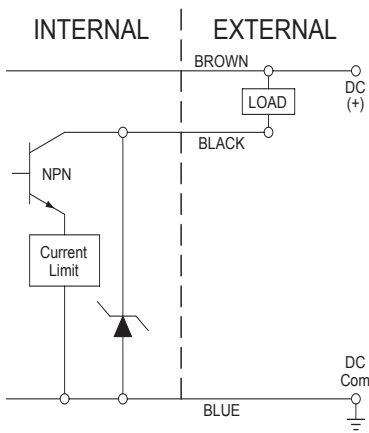 INTERNAL EXTERNAL
BROWN
LOAD
DC
(+)
BLACK
NPN
Current
Limit
DC
Com
BLUE